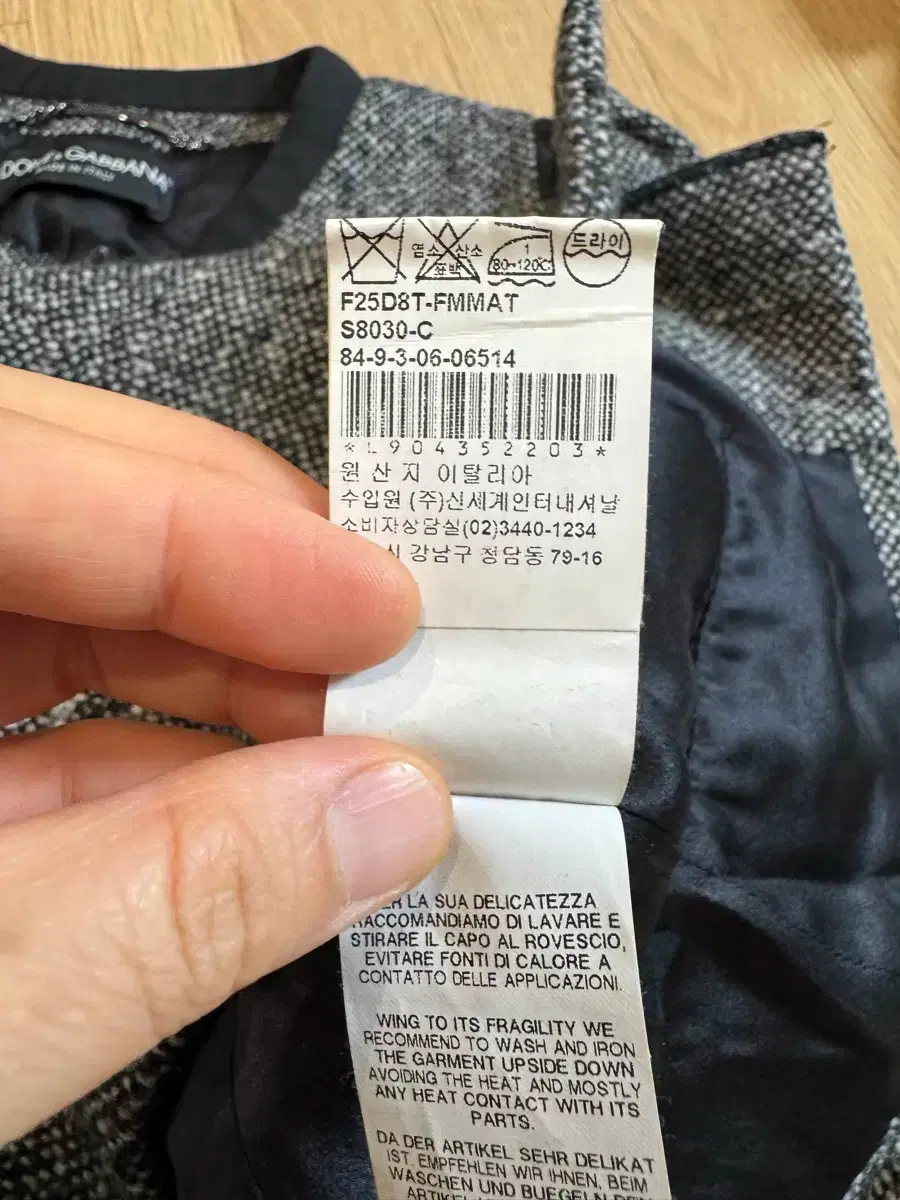 DOLCE & GABBANA
MADE IN ITALY
염소 산소
표백
1
80~120℃
드라이
F25D8T-FMMAT
S8030-C
84-9-3-06-06514
*L904352203*
원산지 이탈리아
수입원 (주)신세계인터내셔날
소비자상담실(02)3440-1234
시 강남구 청담동 79-16
LA SUA DELICATEZZA
RACCOMANDIAMO DI LAVARE E
STIRARE IL CAPO AL ROVESCIO,
EVITARE FONTI DI CALORE A
CONTATTO DELLE APPLICAZIONI.
WING TO ITS FRAGILITY WE
RECOMMEND TO WASH AND IRON
THE GARMENT UPSIDE DOWN
AVOIDING THE HEAT AND MOSTLY
ANY HEAT CONTACT WITH ITS
PARTS.
DA DER ARTIKEL SEHR DELIKAT
IST, EMPFEHLEN WIR IHNEN, BEIM
WASCHEN UND BUEGELN DEN
ARTIKEL